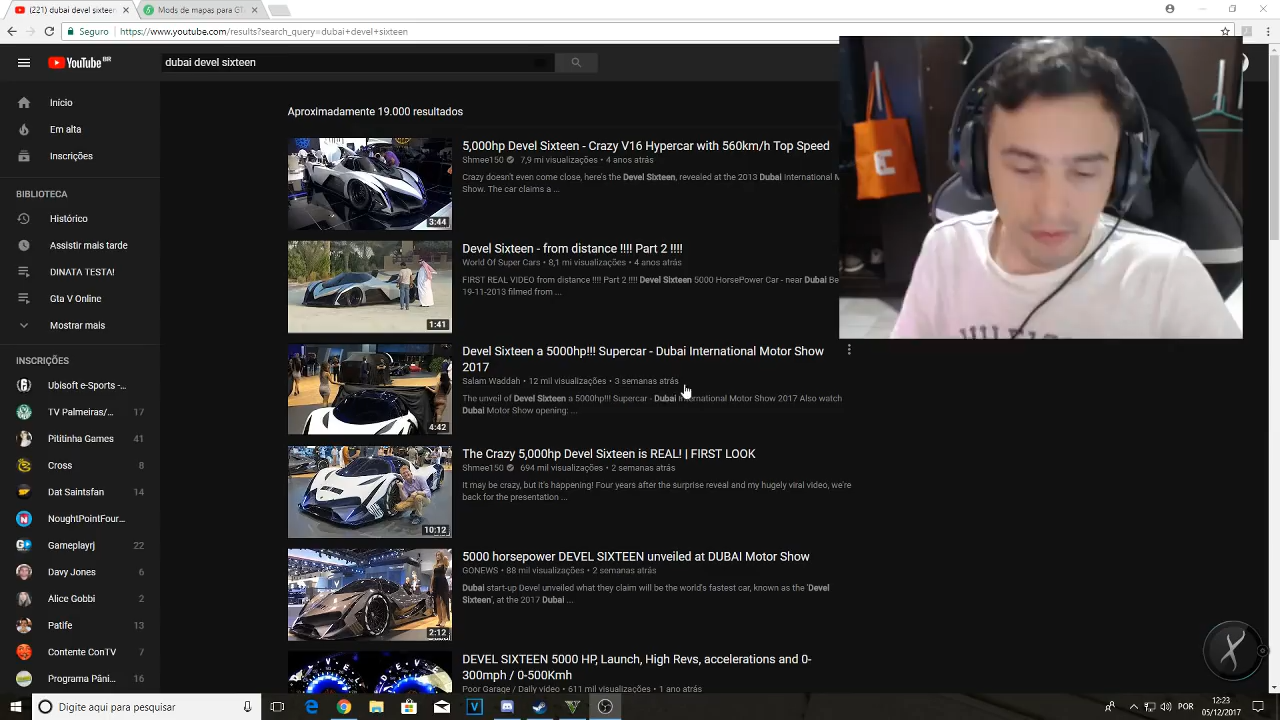 (221) dubai devel sixteen
Mods de mapas para GT
Seguro
https://www.youtube.com/results?search_query=dubai+devel+sixteen
YouTube BR
dubai devel sixteen
Início
Em alta
Inscrições
BIBLIOTECA
Histórico
Assistir mais tarde
DINATA TESTA!
Gta V Online
Mostrar mais
INSCRIÇÕES
Ubisoft e-Sports -...
TV Palmeiras/... 17
Pititinha Games 41
Cross 8
Dat Saintsfan 14
NoughtPointFour...
Gameplayrj 22
Davy Jones 6
Alice Gobbi 2
Patife 13
Contente ConTV 7
Programa Pâni... 16
Aproximadamente 19.000 resultados
3:44
5,000hp Devel Sixteen - Crazy V16 Hypercar with 560km/h Top Speed
Shmee150 7,9 mi visualizações • 4 anos atrás
Crazy doesn't even come close, here's the Devel Sixteen, revealed at the 2013 Dubai International M
Show. The car claims a ...
1:41
Devel Sixteen - from distance !!!! Part 2 !!!!
World Of Super Cars • 8,1 mi visualizações • 4 anos atrás
FIRST REAL VIDEO from distance !!!! Part 2 !!!! Devel Sixteen 5000 HorsePower Car - near Dubai Be
19-11-2013 filmed from ...
4:42
Devel Sixteen a 5000hp!!! Supercar - Dubai International Motor Show
2017
Salam Waddah • 12 mil visualizações • 3 semanas atrás
The unveil of Devel Sixteen a 5000hp!!! Supercar - Dubai International Motor Show 2017 Also watch
Dubai Motor Show opening: ...
10:12
The Crazy 5,000hp Devel Sixteen is REAL! | FIRST LOOK
Shmee150 694 mil visualizações • 2 semanas atrás
It may be crazy, but it's happening! Four years after the surprise reveal and my hugely viral video, we're
back for the presentation ...
2:12
5000 horsepower DEVEL SIXTEEN unveiled at DUBAI Motor Show
GONEWS • 88 mil visualizações • 2 semanas atrás
Dubai start-up Devel unveiled what they claim will be the world's fastest car, known as the 'Devel
Sixteen', at the 2017 Dubai ...
DEVEL SIXTEEN 5000 HP, Launch, High Revs, accelerations and 0-
300mph / 0-500Kmh
Poor Garage / Daily video • 611 mil visualizações • 1 ano atrás
Digite aqui para pesquisar
POR
12:23
05/12/2017